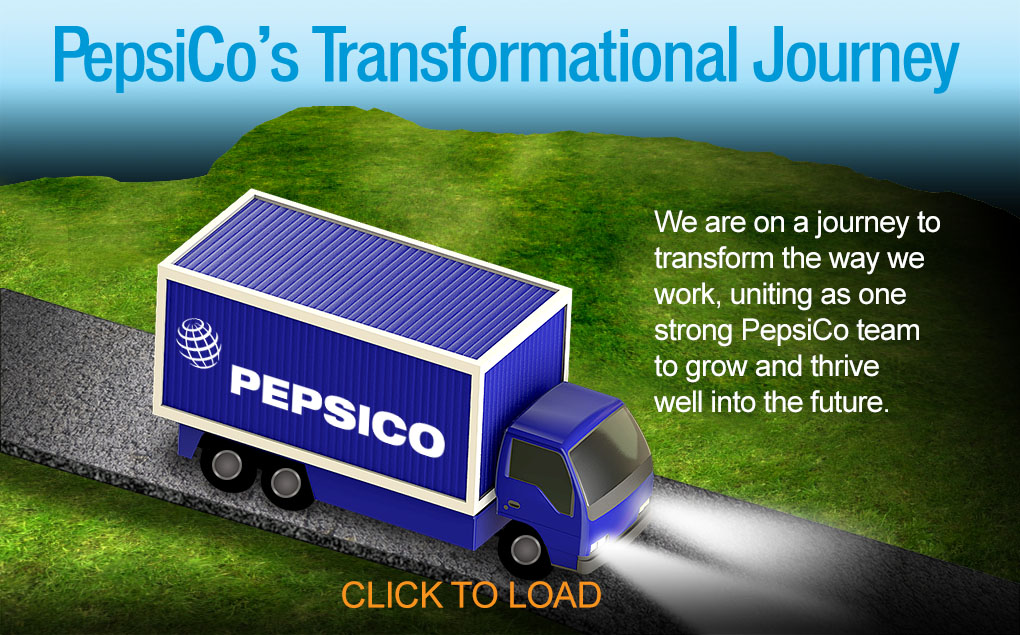 PepsiCo’s Transformational Journey
We are on a journey to
transform the way we
work, uniting as one
strong PepsiCo team
to grow and thrive
well into the future.
PEPSICO
CLICK TO LOAD